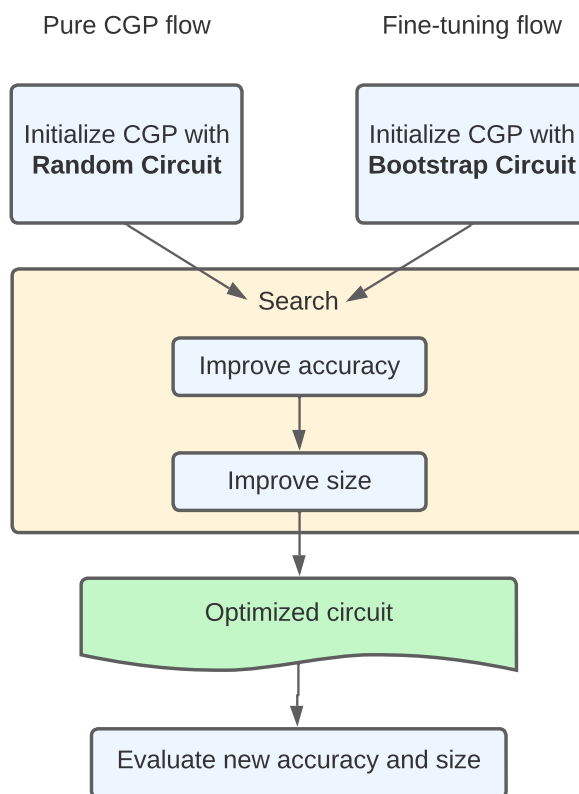 Pure CGP flow
Fine-tuning flow
Initialize CGP with
Random Circuit
Initialize CGP with
Bootstrap Circuit
Search
Improve accuracy
Improve size
Optimized circuit
Evaluate new accuracy and size